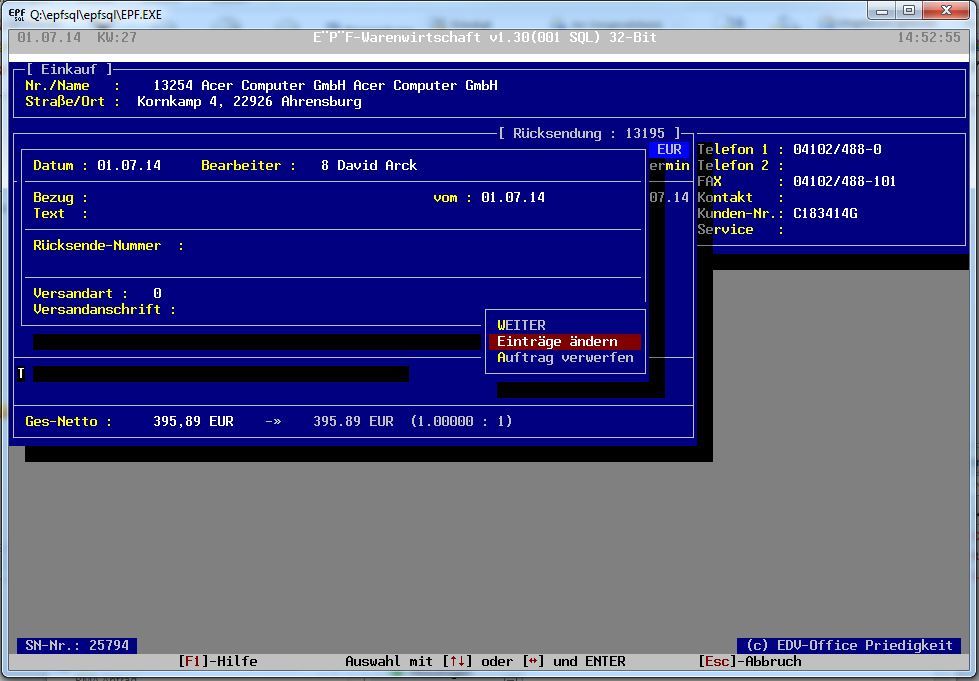 Q:\epfsql\epfsql\EPF.EXE
01.07.14 KW:27 E¨P¨F-Warenwirtschaft v1.30(001 SQL) 32-Bit 14:52:55
[ Einkauf ]
Nr./Name : 13254 Acer Computer GmbH Acer Computer GmbH
Straße/Ort : Kornkamp 4, 22926 Ahrensburg
[ Rücksendung : 13195 ]
EUR
Telefon 1 : 04102/488-0
Datum : 01.07.14 Bearbeiter : 8 David Arck
ermin
Telefon 2 :
FAX : 04102/488-101
Bezug : vom : 01.07.14
07.14
Kontakt :
Text :
Kunden-Nr.: C183414G
Service :
Rücksende-Nummer :
Versandart : 0
Versandanschrift :
WEITER
Einträge ändern
Auftrag verwerfen
T
Ges-Netto : 395,89 EUR -» 395.89 EUR (1.00000 : 1)
SN-Nr.: 25794 (c) EDV-Office Priedigkeit
[F1]-Hilfe Auswahl mit [↑↓] oder [↔] und ENTER [Esc]-Abbruch